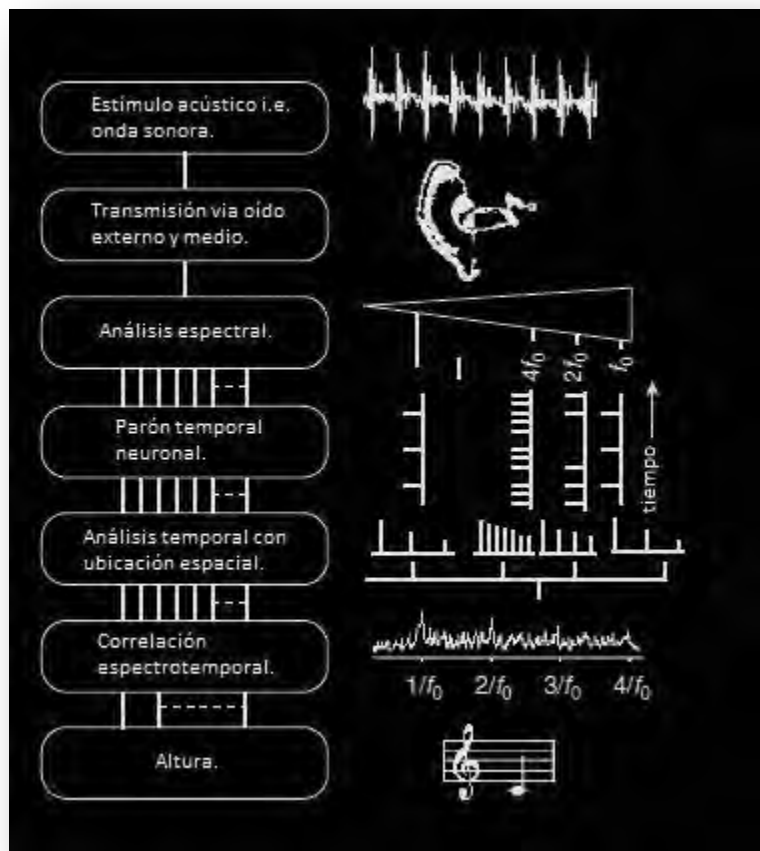 Estímulo acústico i.e.
onda sonora.
Transmisión via oído
externo y medio.
Análisis espectral.
4f₀
2f₀
f₀
Parón temporal
neuronal.
tiempo
Análisis temporal con
ubicación espacial.
Correlación
espectrotemporal.
1/f₀ 2/f₀ 3/f₀ 4/f₀
Altura.